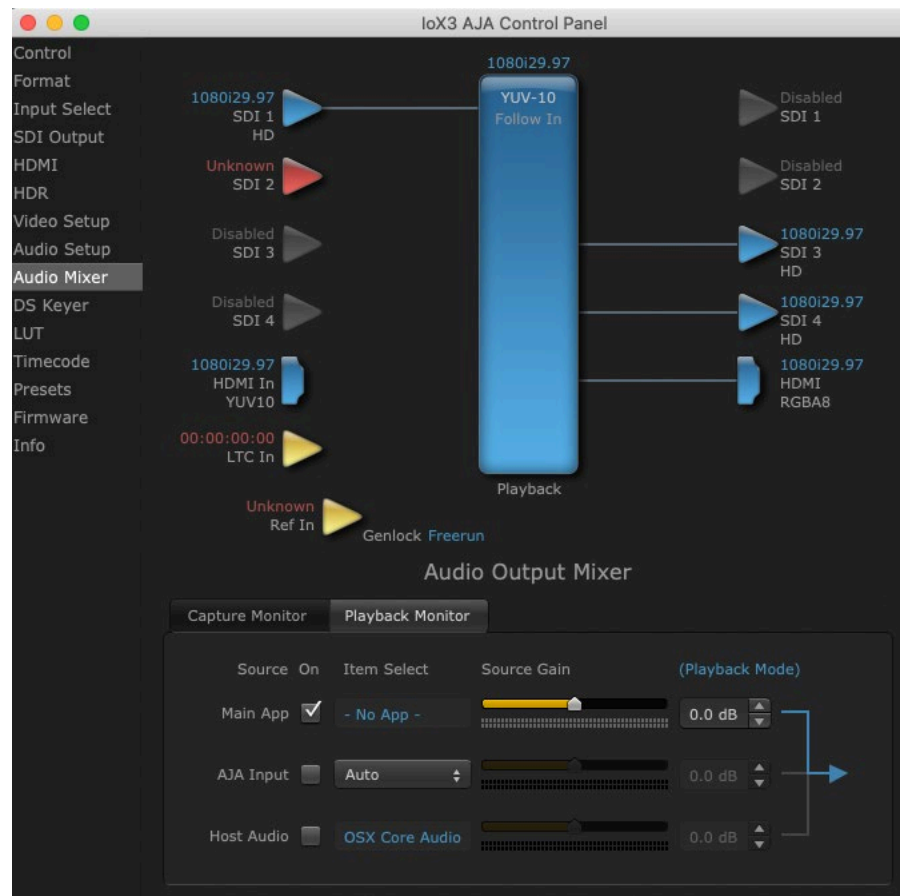 IoX3 AJA Control Panel
Control
Format
Input Select
SDI Output
HDMI
HDR
Video Setup
Audio Setup
Audio Mixer
DS Keyer
LUT
Timecode
Presets
Firmware
Info
1080i29.97
SDI 1
HD
Unknown
SDI 2
Disabled
SDI 3
Disabled
SDI 4
1080i29.97
HDMI In
YUV10
00:00:00:00
LTC In
Unknown
Ref In
Genlock Freerun
1080i29.97
YUV-10
Follow In
Playback
Disabled
SDI 1
Disabled
SDI 2
1080i29.97
SDI 3
HD
1080i29.97
SDI 4
HD
1080i29.97
HDMI
RGBA8
Audio Output Mixer
Capture Monitor Playback Monitor
Source On Item Select Source Gain (Playback Mode)
Main App - No App - 0.0 dB
AJA Input Auto 0.0 dB
Host Audio OSX Core Audio 0.0 dB